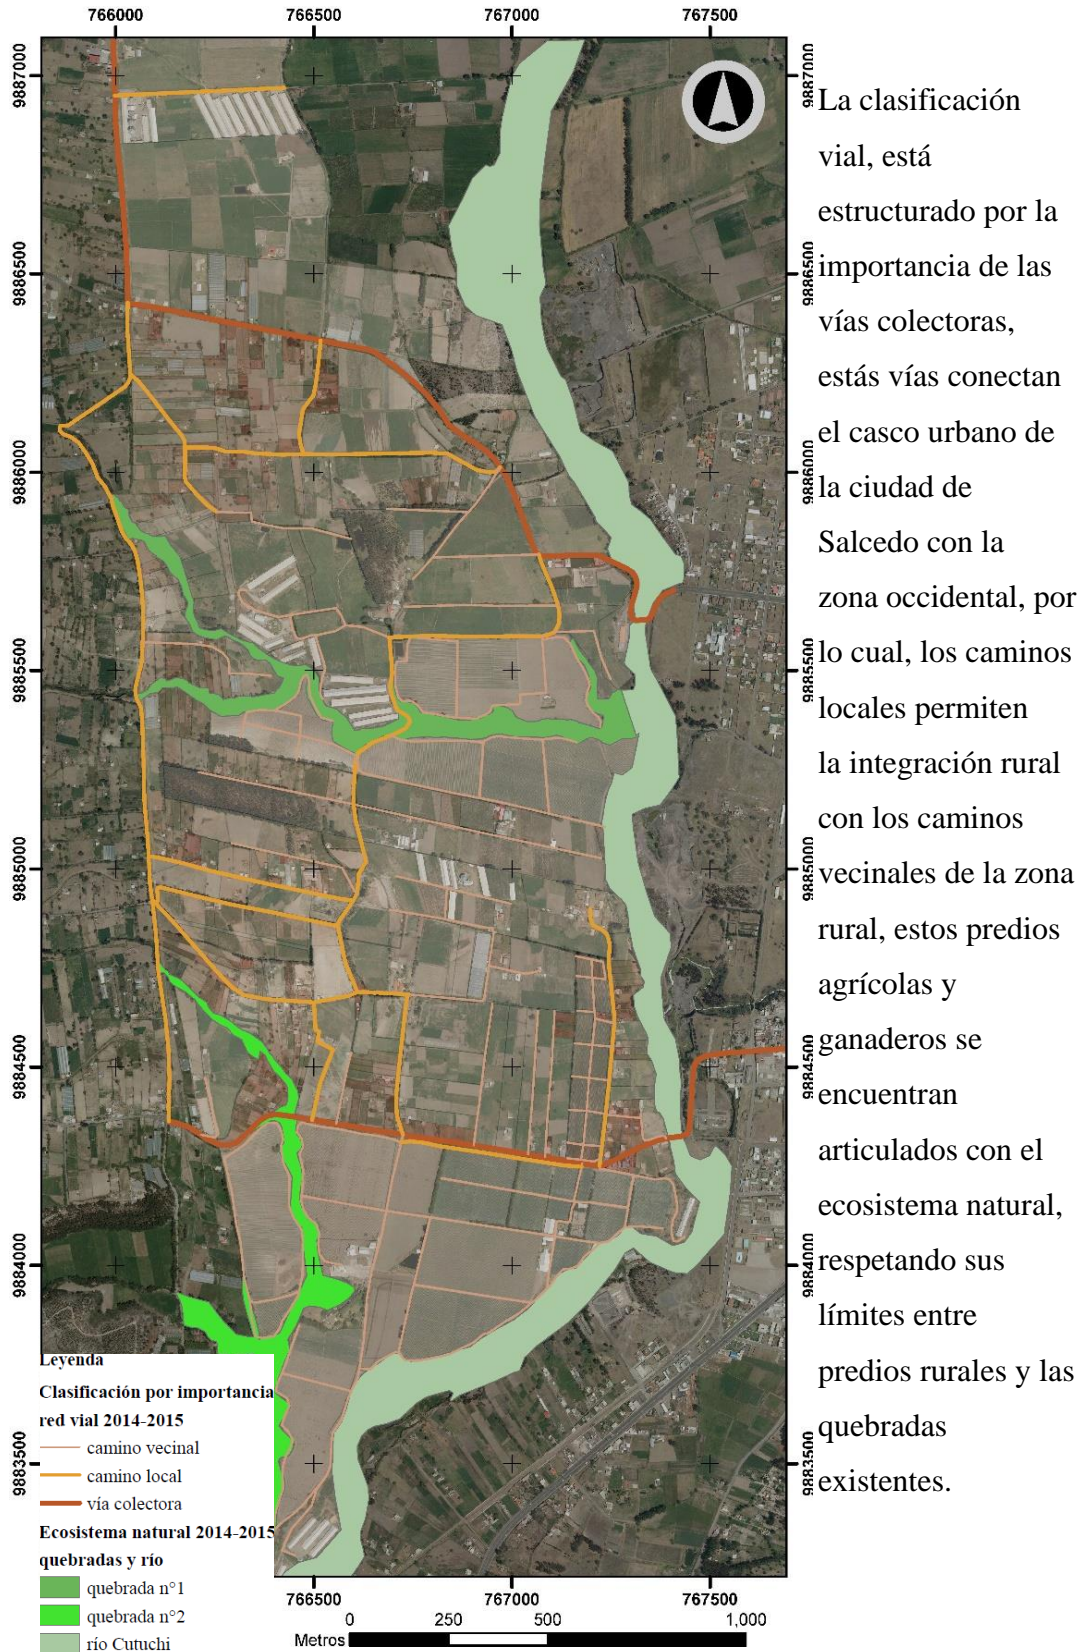 766000 766500 767000 767500
9887000
9886500
9886000
9885500
9885000
9884500
9884000
9883500
9887000
9886500
9886000
9885500
9885000
9884500
9884000
9883500
La clasificación
vial, está
estructurado por la
importancia de las
vías colectoras,
estás vías conectan
el casco urbano de
la ciudad de
Salcedo con la
zona occidental, por
lo cual, los caminos
locales permiten
la integración rural
con los caminos
vecinales de la zona
rural, estos predios
agrícolas y
ganaderos se
encuentran
articulados con el
ecosistema natural,
respetando sus
límites entre
predios rurales y las
quebradas
existentes.
Leyenda
Clasificación por importancia
red vial 2014-2015
camino vecinal
camino local
vía colectora
Ecosistema natural 2014-2015
quebradas y río
quebrada n°1
quebrada n°2
río Cutuchi
766500 767000 767500
0 250 500 1,000
Metros